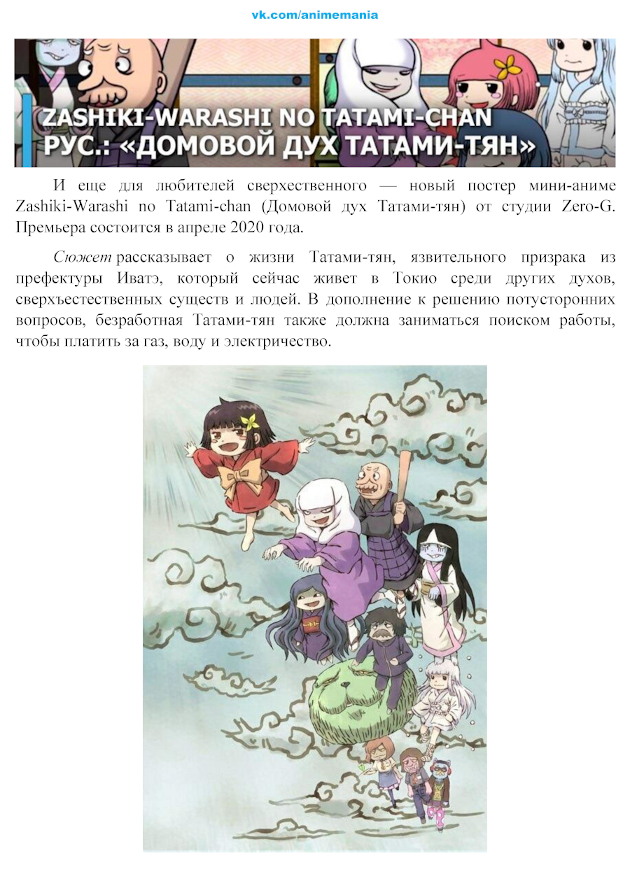 vk.com/animemania
ZASHIKI-WARASHI NO TATAMI-CHAN
РУС.: «ДОМОВОЙ ДУХ ТАТАМИ-ТЯН»
И еще для любителей сверхественного — новый постер мини-аниме
Zashiki-Warashi no Tatami-chan (Домовой дух Татами-тян) от студии Zero-G.
Премьера состоится в апреле 2020 года.
Сюжет рассказывает о жизни Татами-тян, язвительного призрака из
префектуры Иватэ, который сейчас живет в Токио среди других духов,
сверхъестественных существ и людей. В дополнение к решению потусторонних
вопросов, безработная Татами-тян также должна заниматься поиском работы,
чтобы платить за газ, воду и электричество.